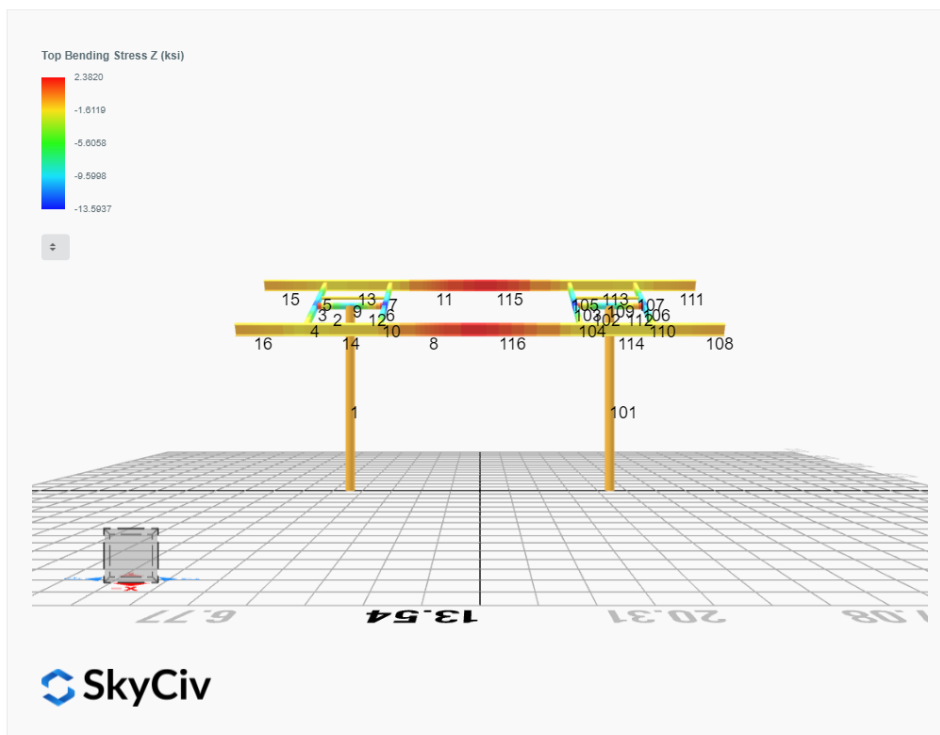 Top Bending Stress Z (ksi)
2.3820
-1.6119
-5.6058
-9.5998
-13.5937
15 13 11 115 113 111
5 7 105 107
3 9 6 103 109 106
2 12 102 112
4 10 104 110
16 14 8 116 114 108
1 101
-X
6.77 13.54 20.31
SkyCiv